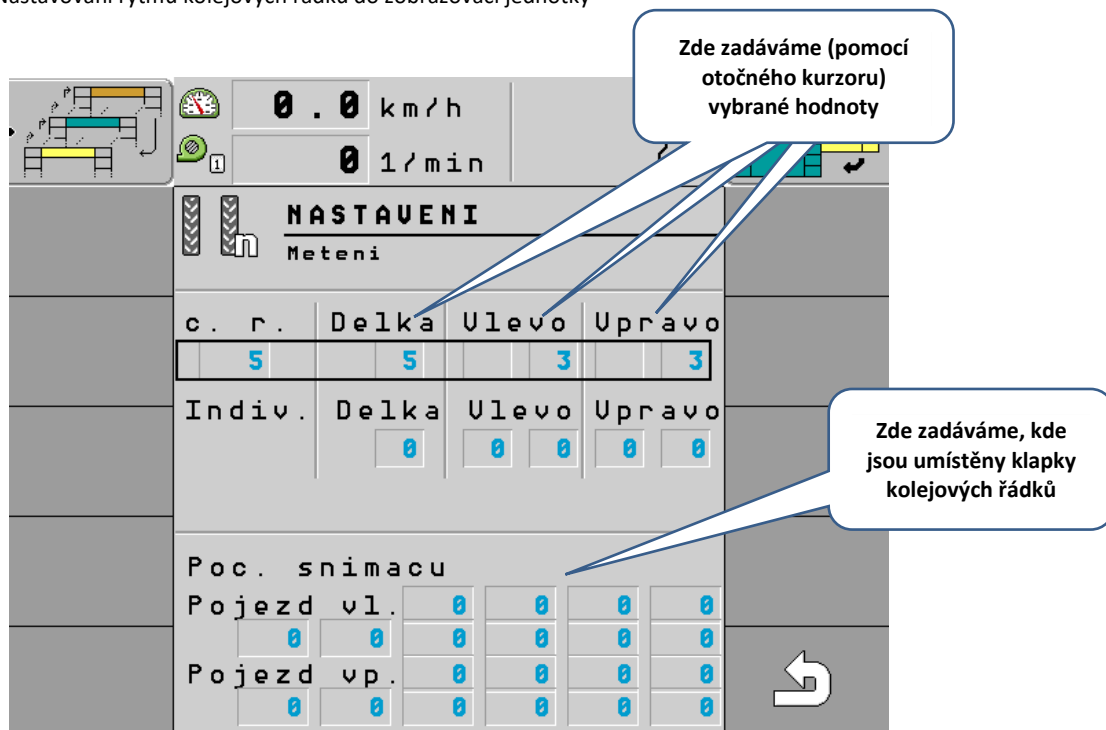 Nastavování rytmu kolejových řádků do zobrazovací jednotky
Zde zadáváme (pomocí
otočného kurzoru)
vybrané hodnoty
0.0 km/h
1
0 1/min
NASTAVENI
n
Meteni
c. r. Delka Vlevo Vpravo
5 5 3 3
Indiv. Delka Vlevo Vpravo
0 0 0 0 0
Zde zadáváme, kde
jsou umístěny klapky
kolejových řádků
Poc. snimacu
Pojezd vl. 0 0 0 0
0 0 0 0 0 0
Pojezd vp. 0 0 0 0
0 0 0 0 0 0